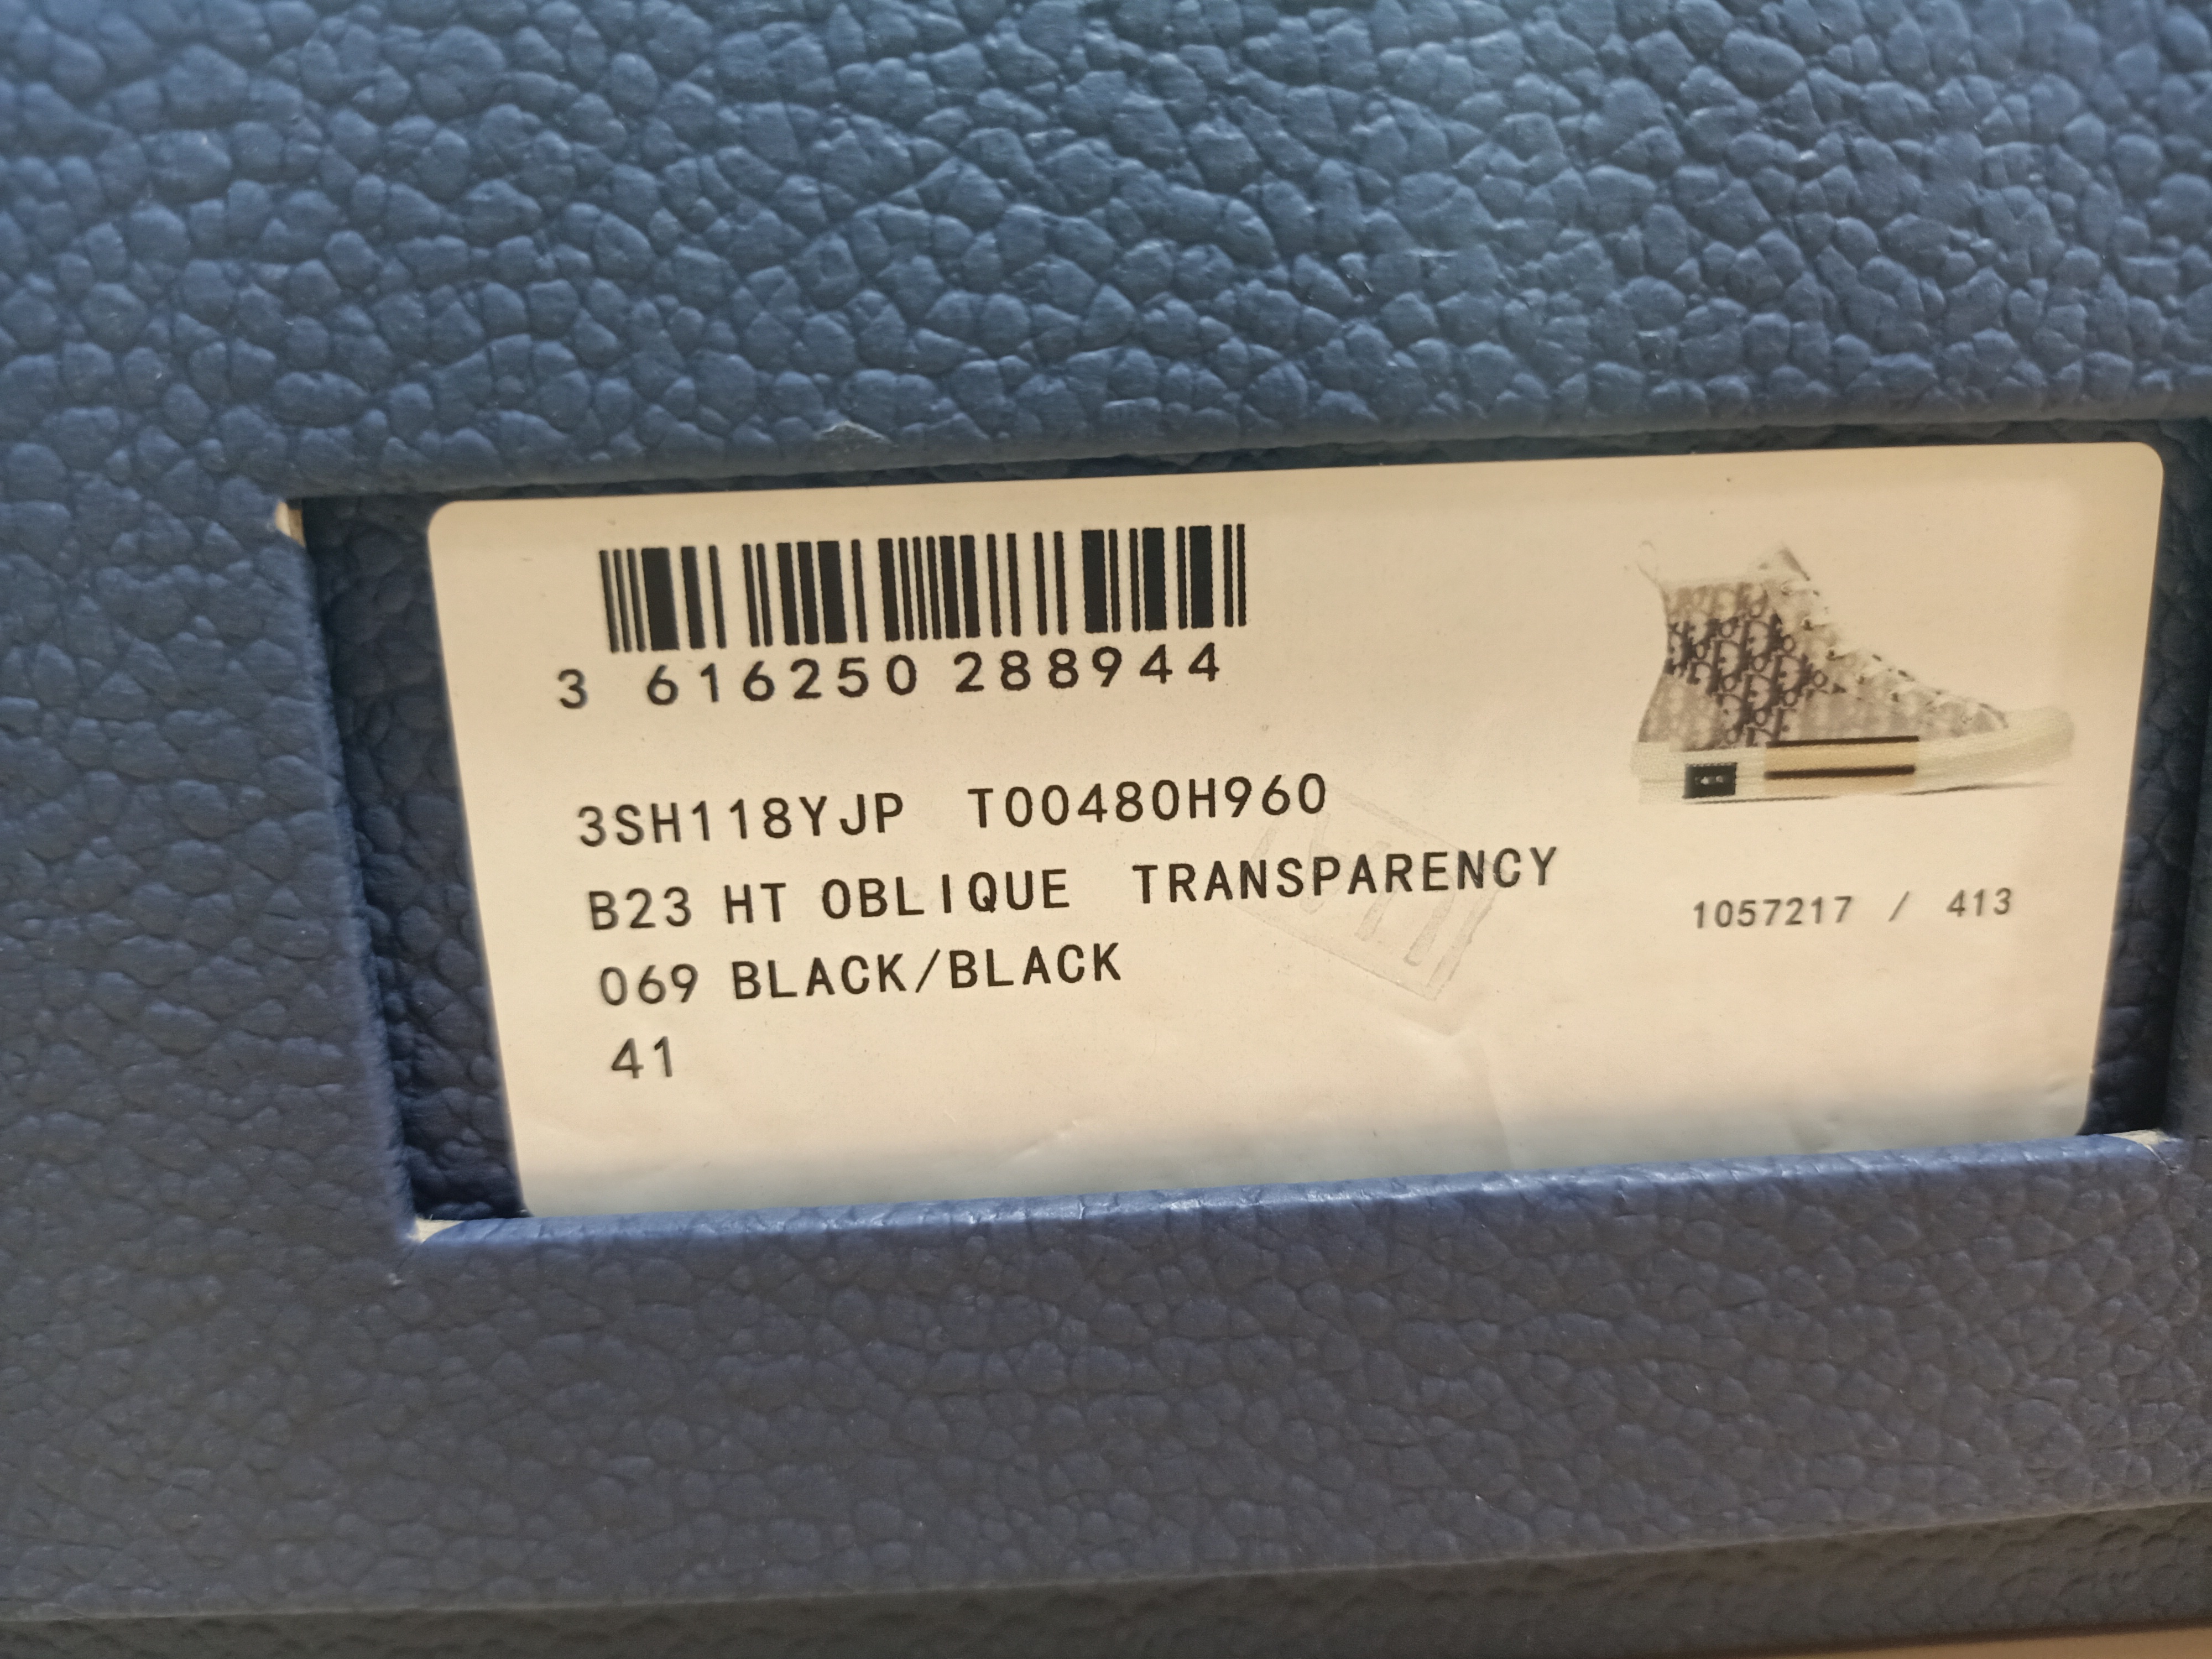 3 616250 288944
3SH118YJP T00480H960
B23 HT OBLIQUE TRANSPARENCY
069 BLACK/BLACK
41
1057217 / 413